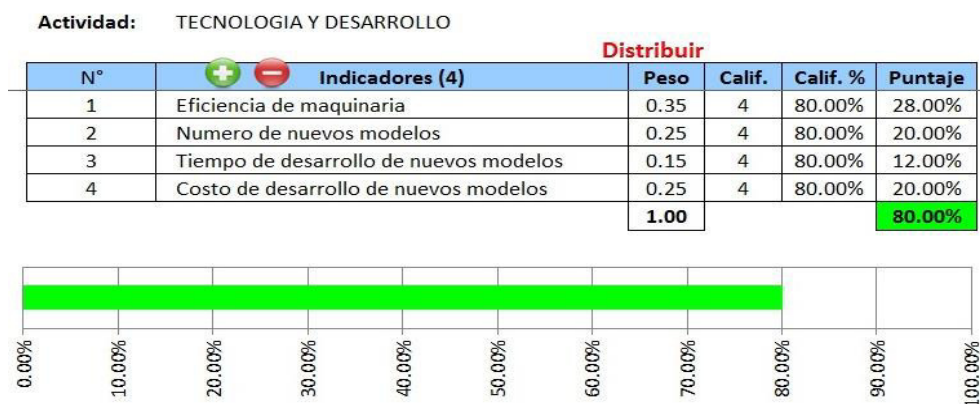 Actividad: TECNOLOGIA Y DESARROLLO
Distribuir
N° Indicadores (4) Peso Calif. Calif. % Puntaje
1 Eficiencia de maquinaria 0.35 4 80.00% 28.00%
2 Numero de nuevos modelos 0.25 4 80.00% 20.00%
3 Tiempo de desarrollo de nuevos modelos 0.15 4 80.00% 12.00%
4 Costo de desarrollo de nuevos modelos 0.25 4 80.00% 20.00%
1.00 80.00%
0.00% 10.00% 20.00% 30.00% 40.00% 50.00% 60.00% 70.00% 80.00% 90.00% 100.00%